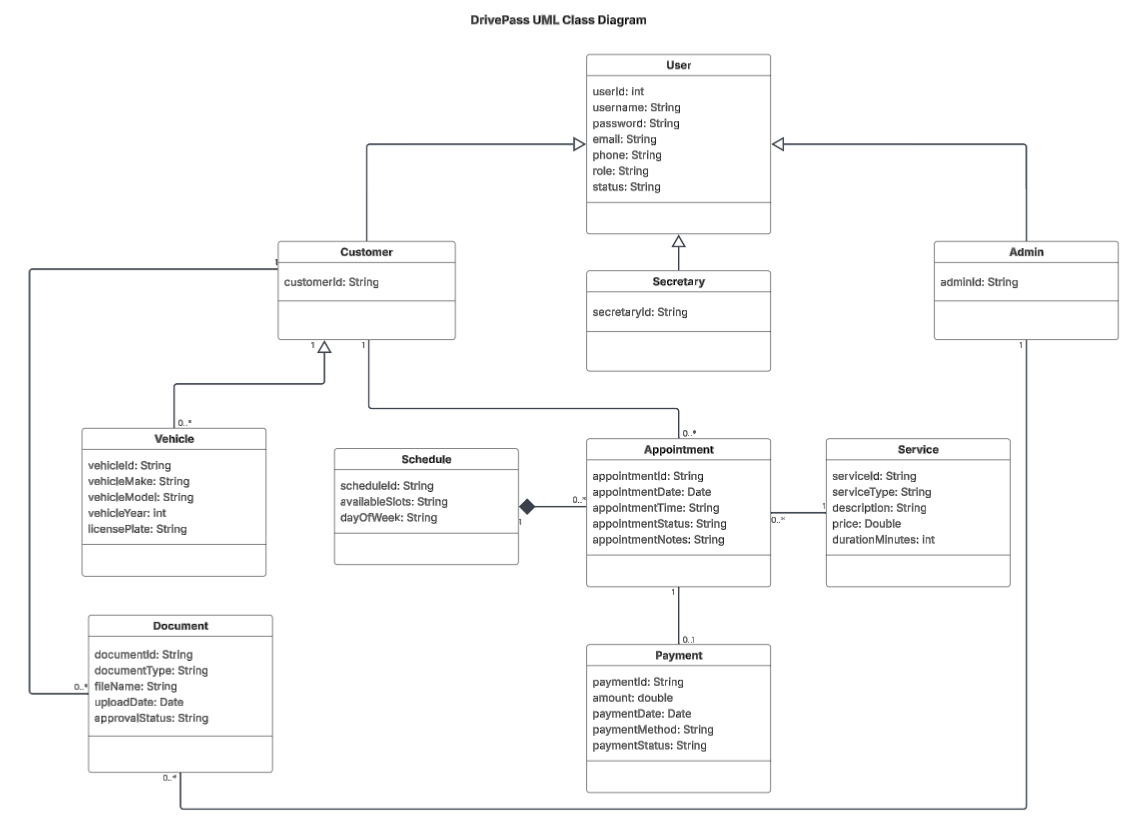 DrivePass UML Class Diagram
User
userId: int
username: String
password: String
email: String
phone: String
role: String
status: String
Customer
customerId: String
1
1
1
Secretary
secretaryId: String
Admin
adminId: String
1
0..*
Vehicle
vehicleId: String
vehicleMake: String
vehicleModel: String
vehicleYear: int
licensePlate: String
Schedule
scheduleId: String
availableSlots: String
dayOfWeek: String
1
0..*
0..*
Appointment
appointmentId: String
appointmentDate: Date
appointmentTime: String
appointmentStatus: String
appointmentNotes: String
0..*
1
Service
serviceId: String
serviceType: String
description: String
price: Double
durationMinutes: int
1
0..1
Document
documentId: String
documentType: String
fileName: String
uploadDate: Date
approvalStatus: String
0..*
0..*
Payment
paymentId: String
amount: double
paymentDate: Date
paymentMethod: String
paymentStatus: String